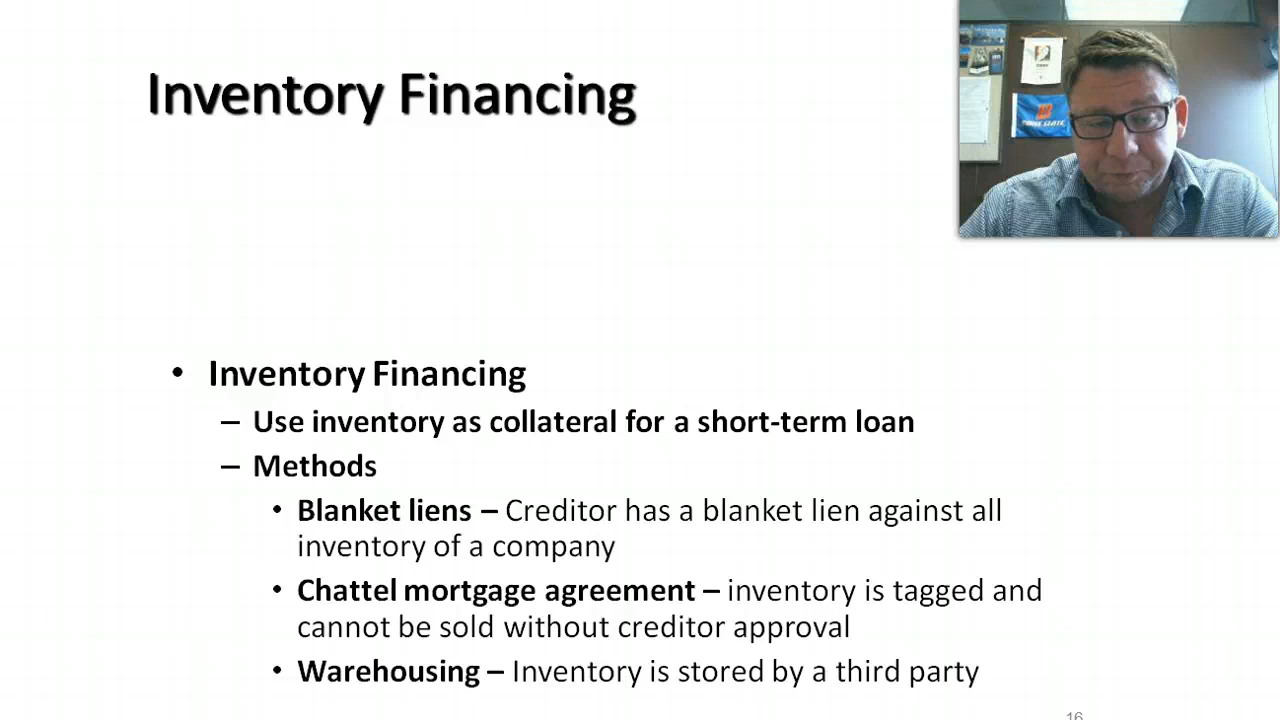 Inventory Financing
• Inventory Financing
– Use inventory as collateral for a short-term loan
– Methods
• Blanket liens – Creditor has a blanket lien against all
inventory of a company
• Chattel mortgage agreement – inventory is tagged and
cannot be sold without creditor approval
• Warehousing – Inventory is stored by a third party
16